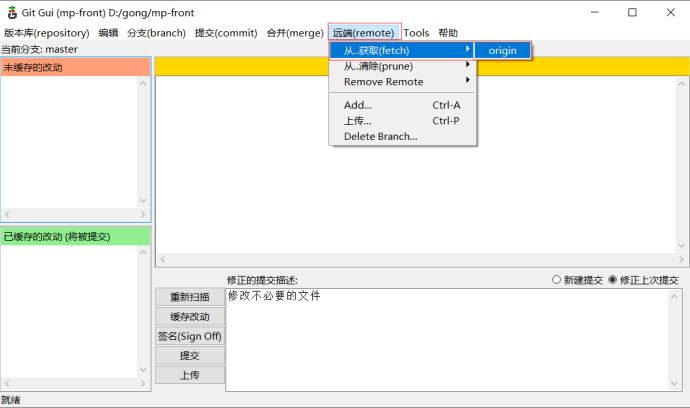 Git Gui (mp-front) D:/gong/mp-front
版本库(repository) 编辑 分支(branch) 提交(commit) 合并(merge) 远端(remote) Tools 帮助
当前分支: master
从..获取(fetch) origin
未缓存的改动
从..清除(prune)
Remove Remote
Add... Ctrl-A
上传... Ctrl-P
Delete Branch...
已缓存的改动 (将被提交)
修正的提交描述: 新建提交 修正上次提交
重新扫描
修改不必要的文件
缓存改动
签名(Sign Off)
提交
上传
就绪